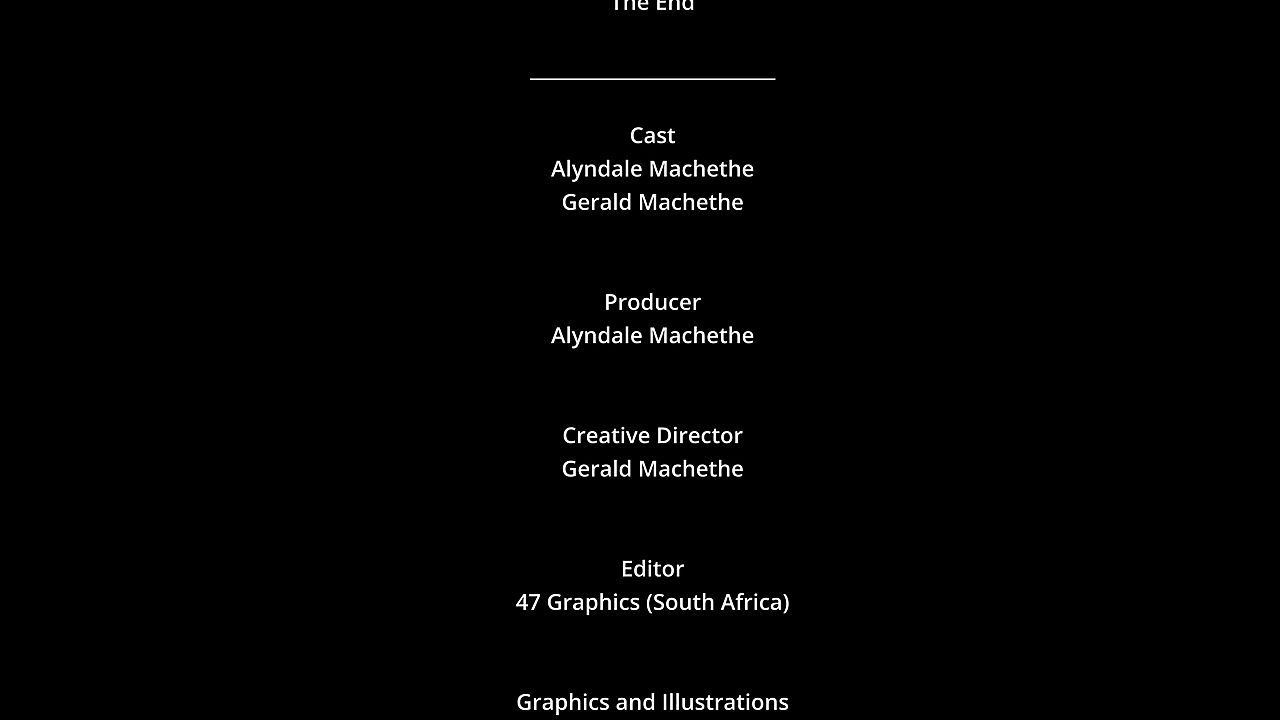 The End
Cast
Alyndale Machethe
Gerald Machethe
Producer
Alyndale Machethe
Creative Director
Gerald Machethe
Editor
47 Graphics (South Africa)
Graphics and Illustrations